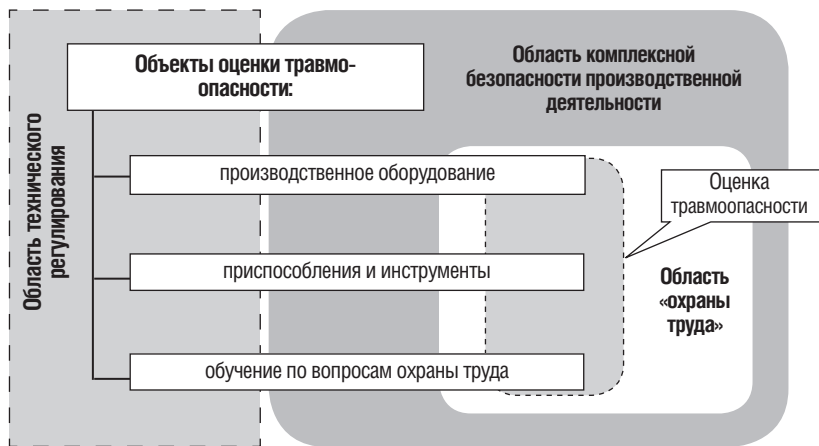 Область технического
регулирования
Объекты оценки травмо-
опасности:
производственное оборудование
приспособления и инструменты
обучение по вопросам охраны труда
Область комплексной
безопасности производственной
деятельности
Оценка
травмоопасности
Область
«охраны
труда»